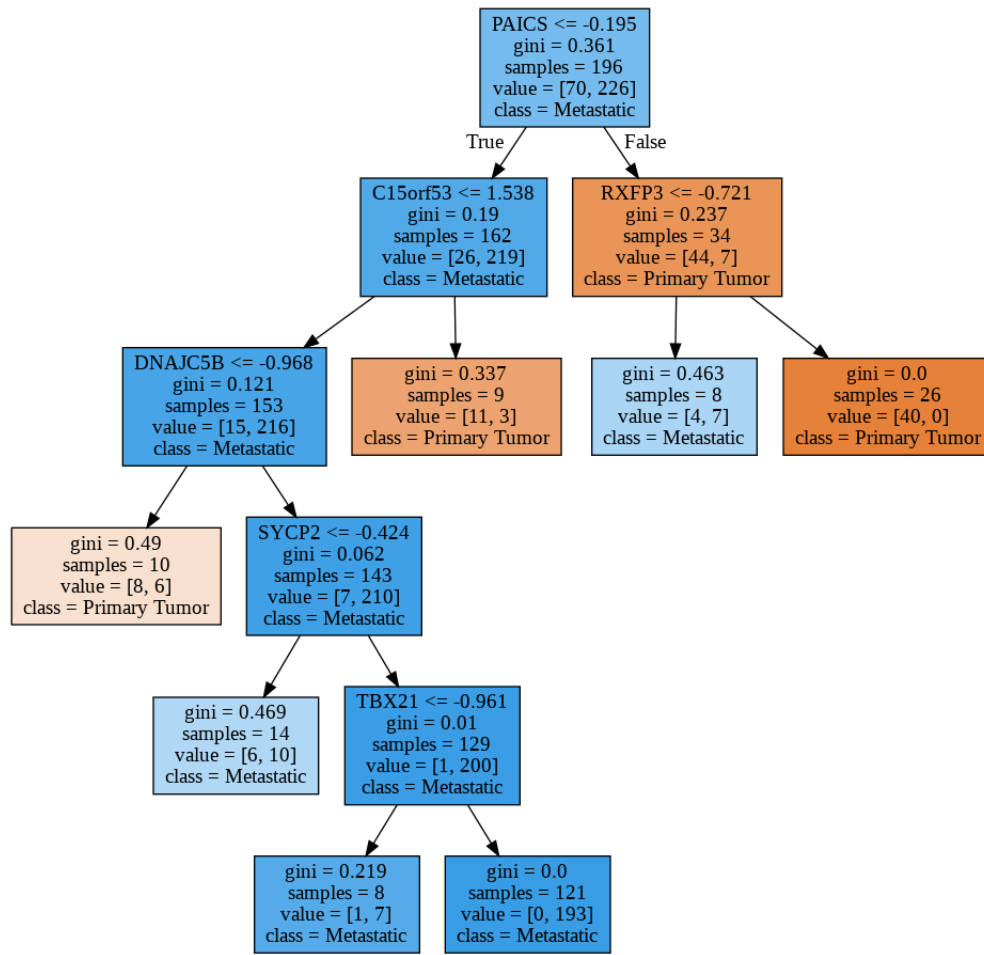 PAICS <= -0.195
gini = 0.361
samples = 196
value = [70, 226]
class = Metastatic
True
False
C15orf53 <= 1.538
gini = 0.19
samples = 162
value = [26, 219]
class = Metastatic
RXFP3 <= -0.721
gini = 0.237
samples = 34
value = [44, 7]
class = Primary Tumor
DNAJC5B <= -0.968
gini = 0.121
samples = 153
value = [15, 216]
class = Metastatic
gini = 0.337
samples = 9
value = [11, 3]
class = Primary Tumor
gini = 0.463
samples = 8
value = [4, 7]
class = Metastatic
gini = 0.0
samples = 26
value = [40, 0]
class = Primary Tumor
gini = 0.49
samples = 10
value = [8, 6]
class = Primary Tumor
SYCP2 <= -0.424
gini = 0.062
samples = 143
value = [7, 210]
class = Metastatic
gini = 0.469
samples = 14
value = [6, 10]
class = Metastatic
TBX21 <= -0.961
gini = 0.01
samples = 129
value = [1, 200]
class = Metastatic
gini = 0.219
samples = 8
value = [1, 7]
class = Metastatic
gini = 0.0
samples = 121
value = [0, 193]
class = Metastatic